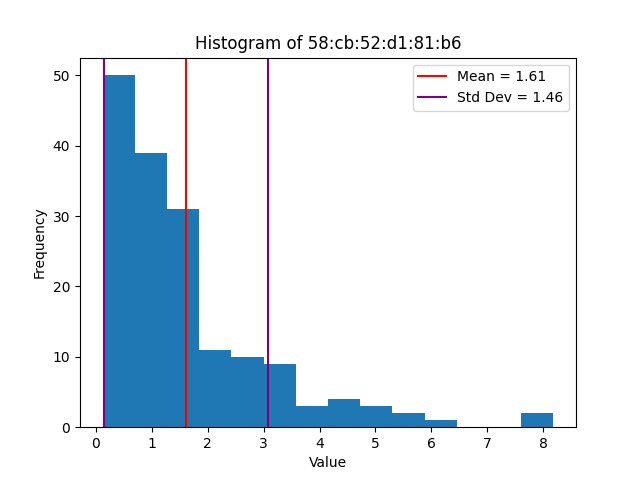 Histogram of 58:cb:52:d1:81:b6
Mean = 1.61
Std Dev = 1.46
Frequency
50
40
30
20
10
0
0 1 2 3 4 5 6 7 8
Value